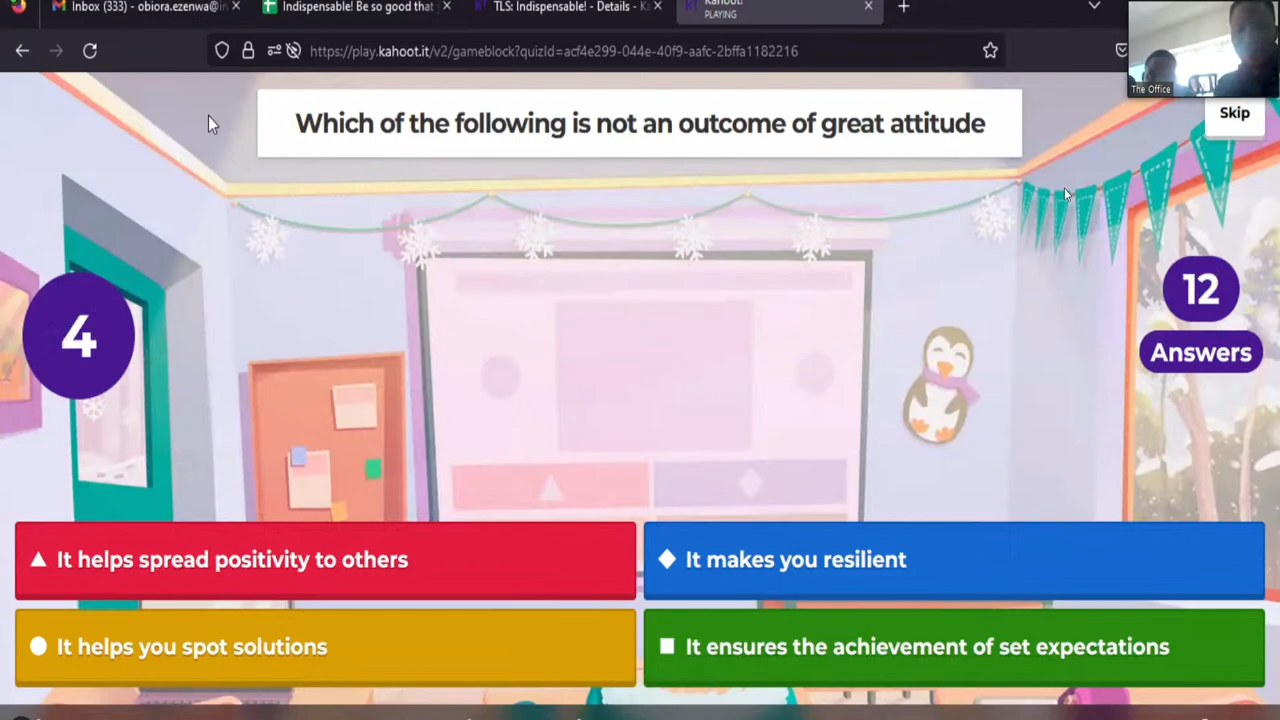 Inbox (333) - obiora.ezenwa@
Indispensable! Be so good that
TLS: Indispensable! - Details - K
Kahoot!
PLAYING
https://play.kahoot.it/v2/gameblock?quizId=acf4e299-044e-40f9-aafc-2bffa1182216
The Office
Which of the following is not an outcome of great attitude
Skip
4
12
Answers
It helps spread positivity to others
It makes you resilient
It helps you spot solutions
It ensures the achievement of set expectations